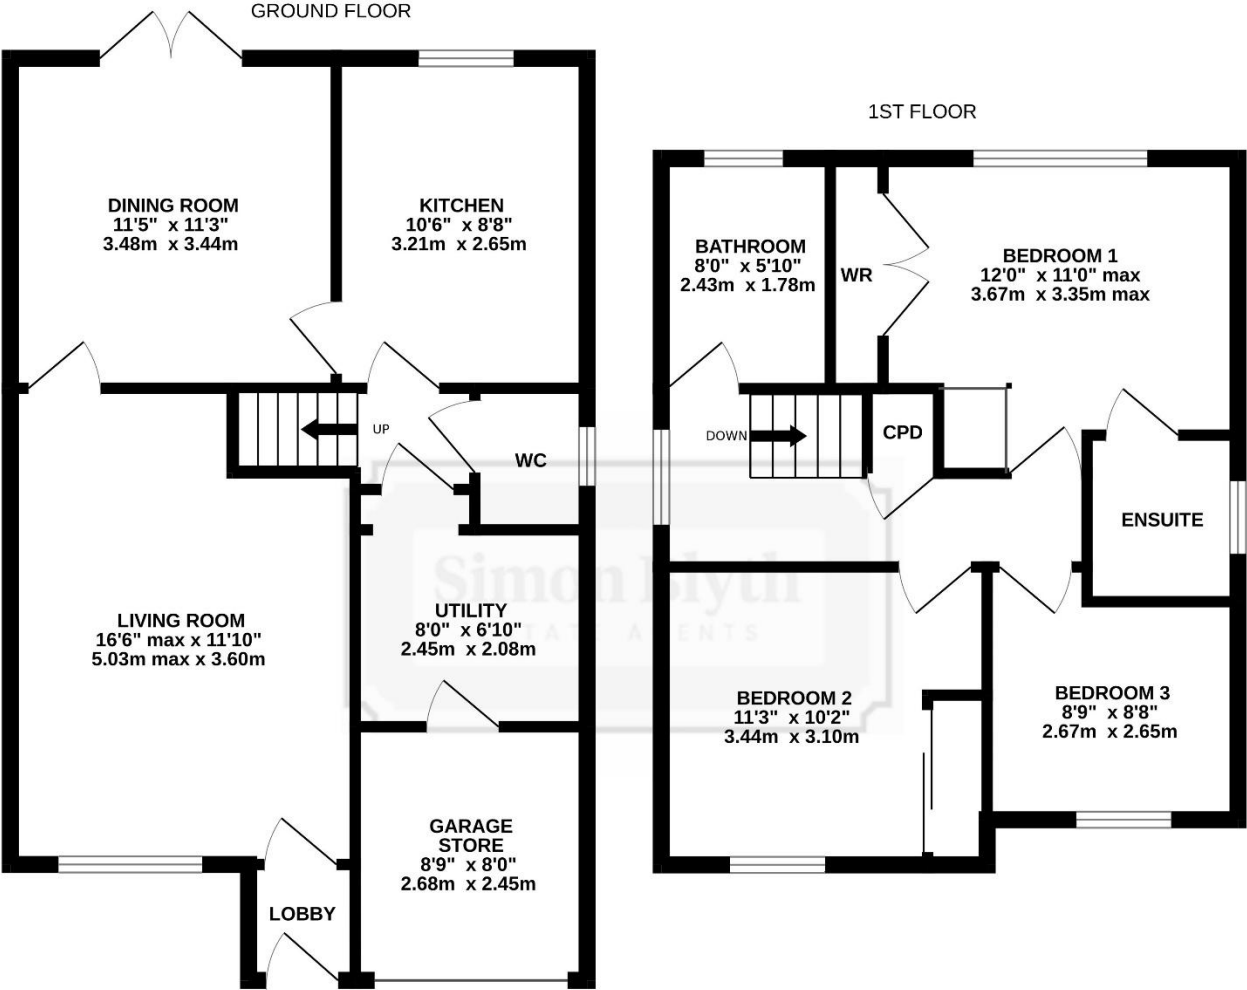 GROUND FLOOR
DINING ROOM
11'5" x 11'3"
3.48m x 3.44m
KITCHEN
10'6" x 8'8"
3.21m x 2.65m
UP
WC
LIVING ROOM
16'6" max x 11'10"
5.03m max x 3.60m
UTILITY
8'0" x 6'10"
2.45m x 2.08m
GARAGE
STORE
8'9" x 8'0"
2.68m x 2.45m
LOBBY
1ST FLOOR
BATHROOM
8'0" x 5'10"
2.43m x 1.78m
WR
BEDROOM 1
12'0" x 11'0" max
3.67m x 3.35m max
DOWN
CPD
ENSUITE
BEDROOM 2
11'3" x 10'2"
3.44m x 3.10m
BEDROOM 3
8'9" x 8'8"
2.67m x 2.65m
Simon Blyth
ESTATE AGENTS